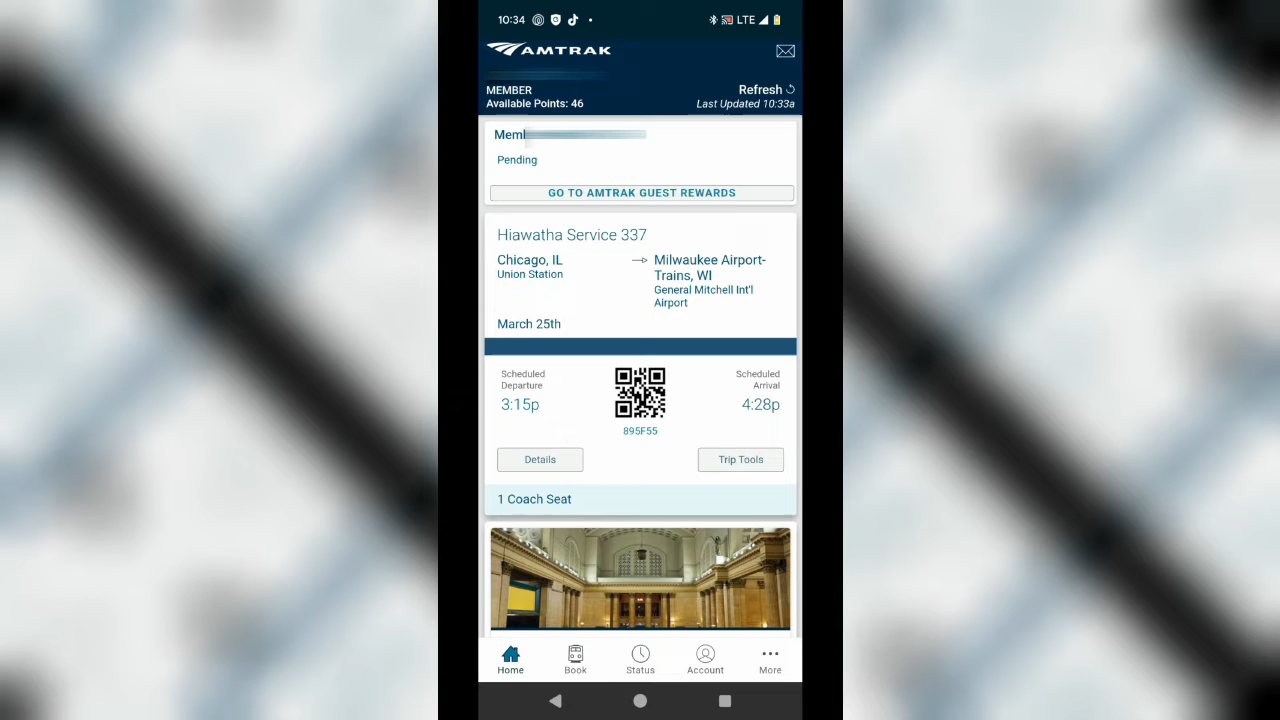 10:34
LTE
AMTRAK
MEMBER
Refresh
Available Points: 46
Last Updated 10:33a
Pending
GO TO AMTRAK GUEST REWARDS
Hiawatha Service 337
Chicago, IL
Union Station
Milwaukee Airport-
Trains, WI
General Mitchell Int'l
Airport
March 25th
Scheduled
Departure
3:15p
Scheduled
Arrival
4:28p
895F55
Details
Trip Tools
1 Coach Seat
Home
Book
Status
Account
More